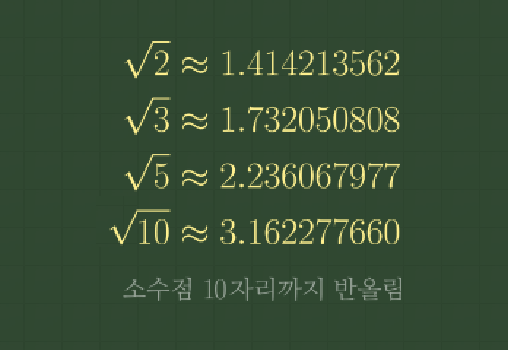 √2 ≈ 1.414213562
√3 ≈ 1.732050808
√5 ≈ 2.236067977
√10 ≈ 3.162277660
소수점 10자리까지 반올림